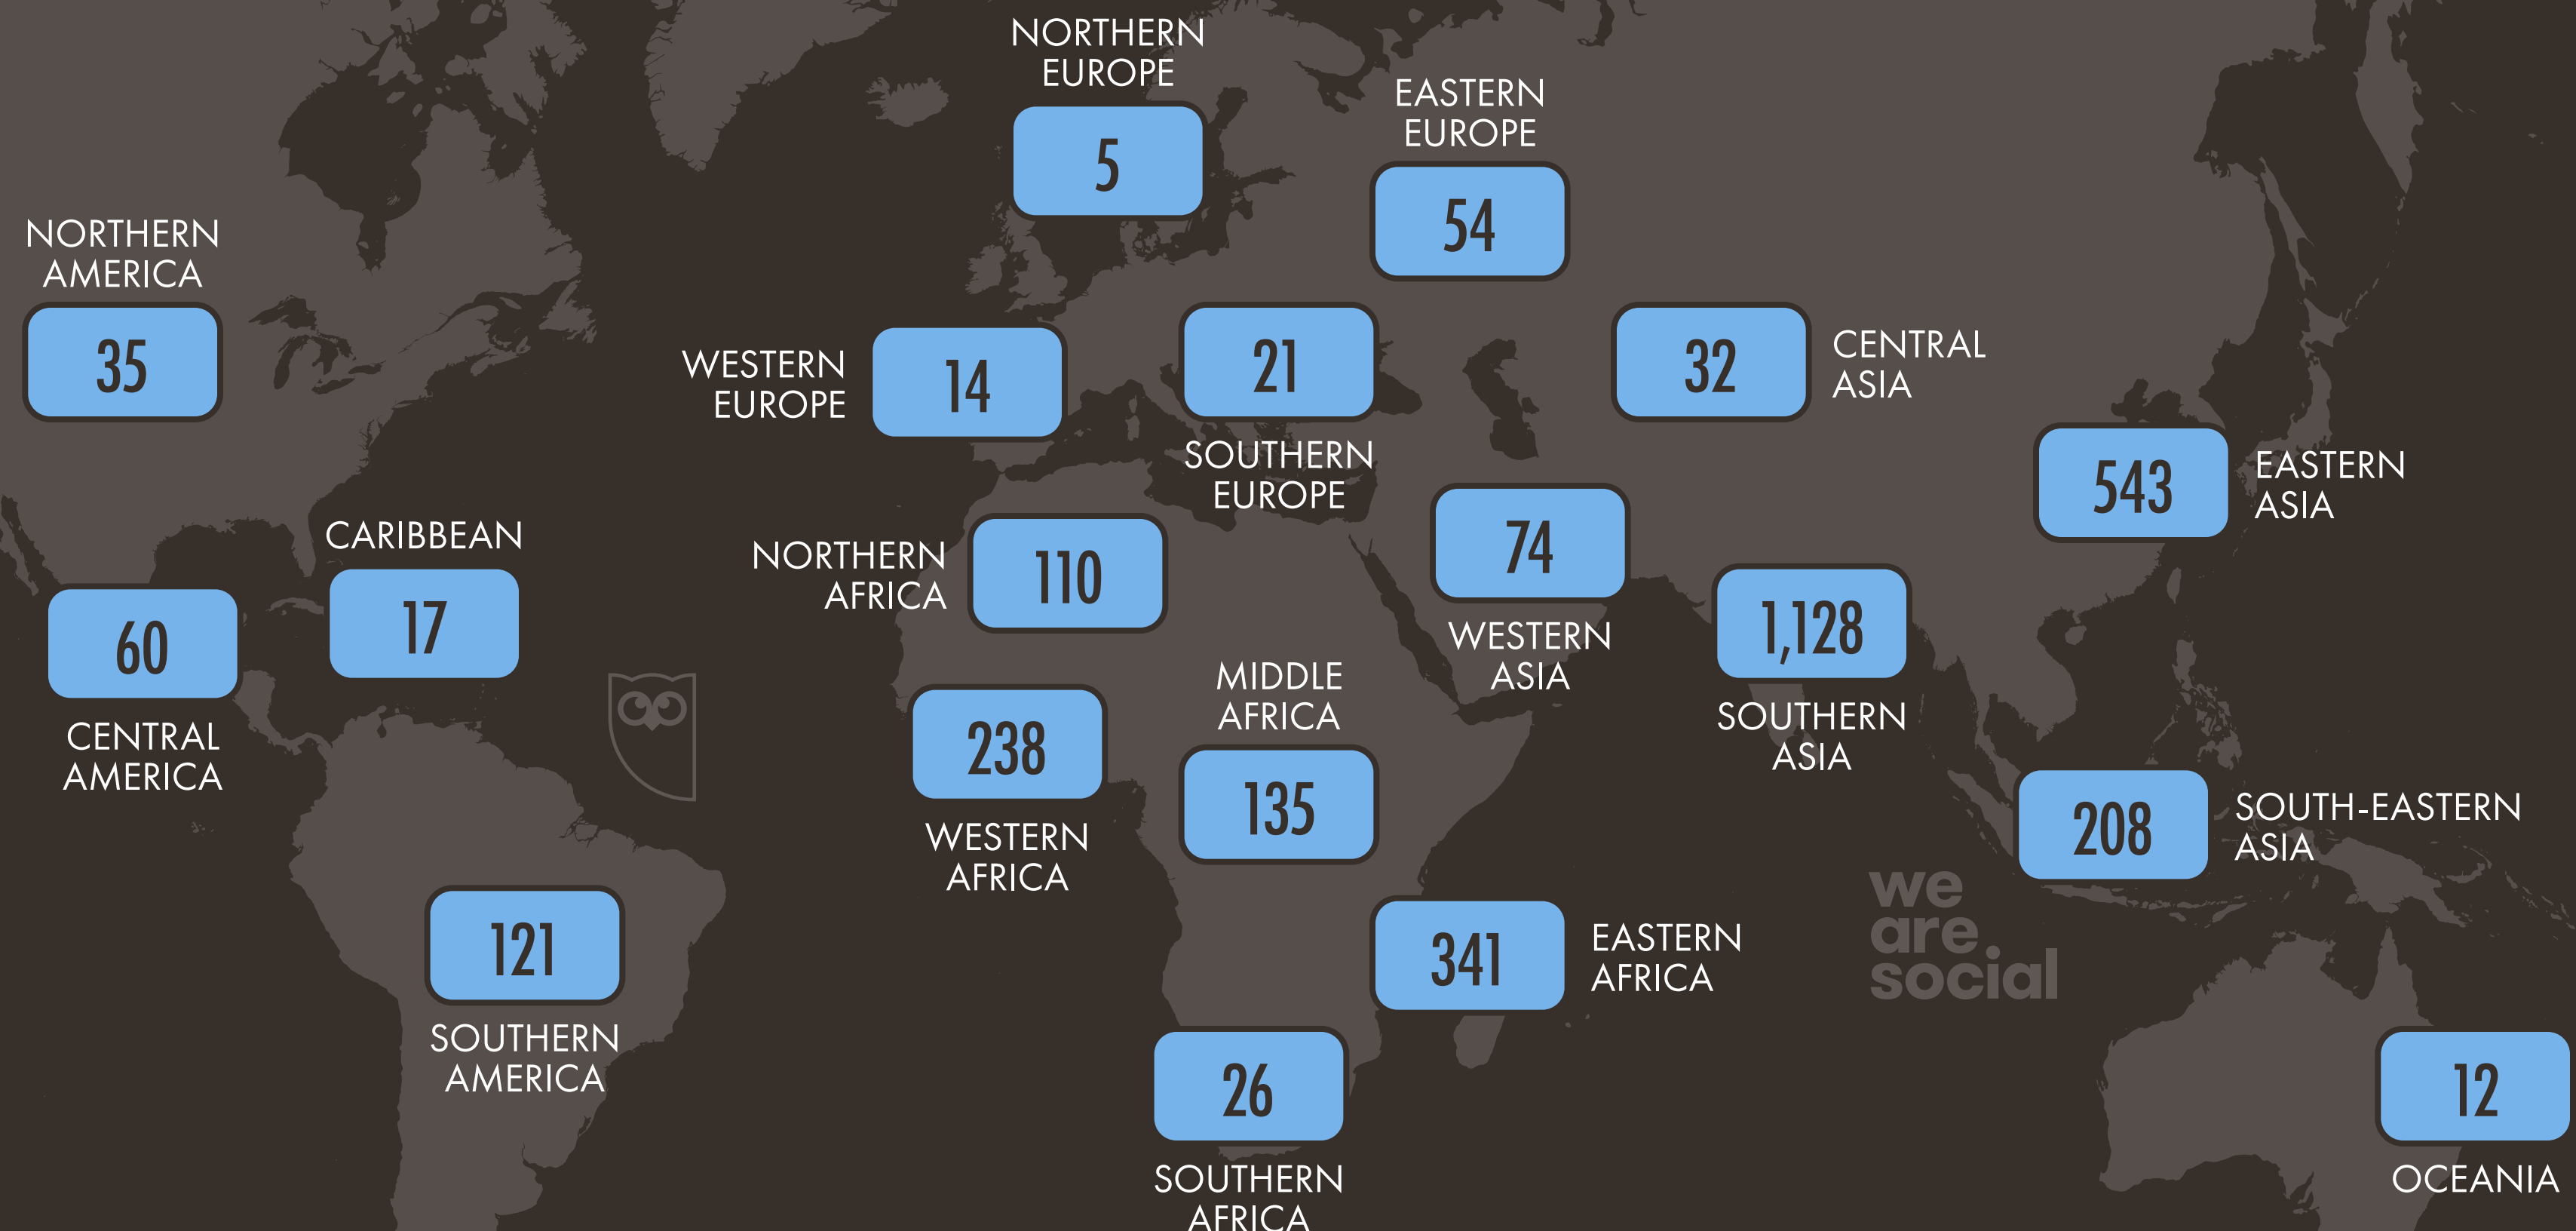 NORTHERN
EUROPE
5
EASTERN
EUROPE
54
NORTHERN
AMERICA
35
WESTERN
EUROPE
14
21
SOUTHERN
EUROPE
32
CENTRAL
ASIA
543
EASTERN
ASIA
CARIBBEAN
17
60
CENTRAL
AMERICA
NORTHERN
AFRICA
110
74
WESTERN
ASIA
1,128
SOUTHERN
ASIA
238
WESTERN
AFRICA
MIDDLE
AFRICA
135
208
SOUTH-EASTERN
ASIA
we
are
social
121
SOUTHERN
AMERICA
341
EASTERN
AFRICA
26
SOUTHERN
AFRICA
12
OCEANIA